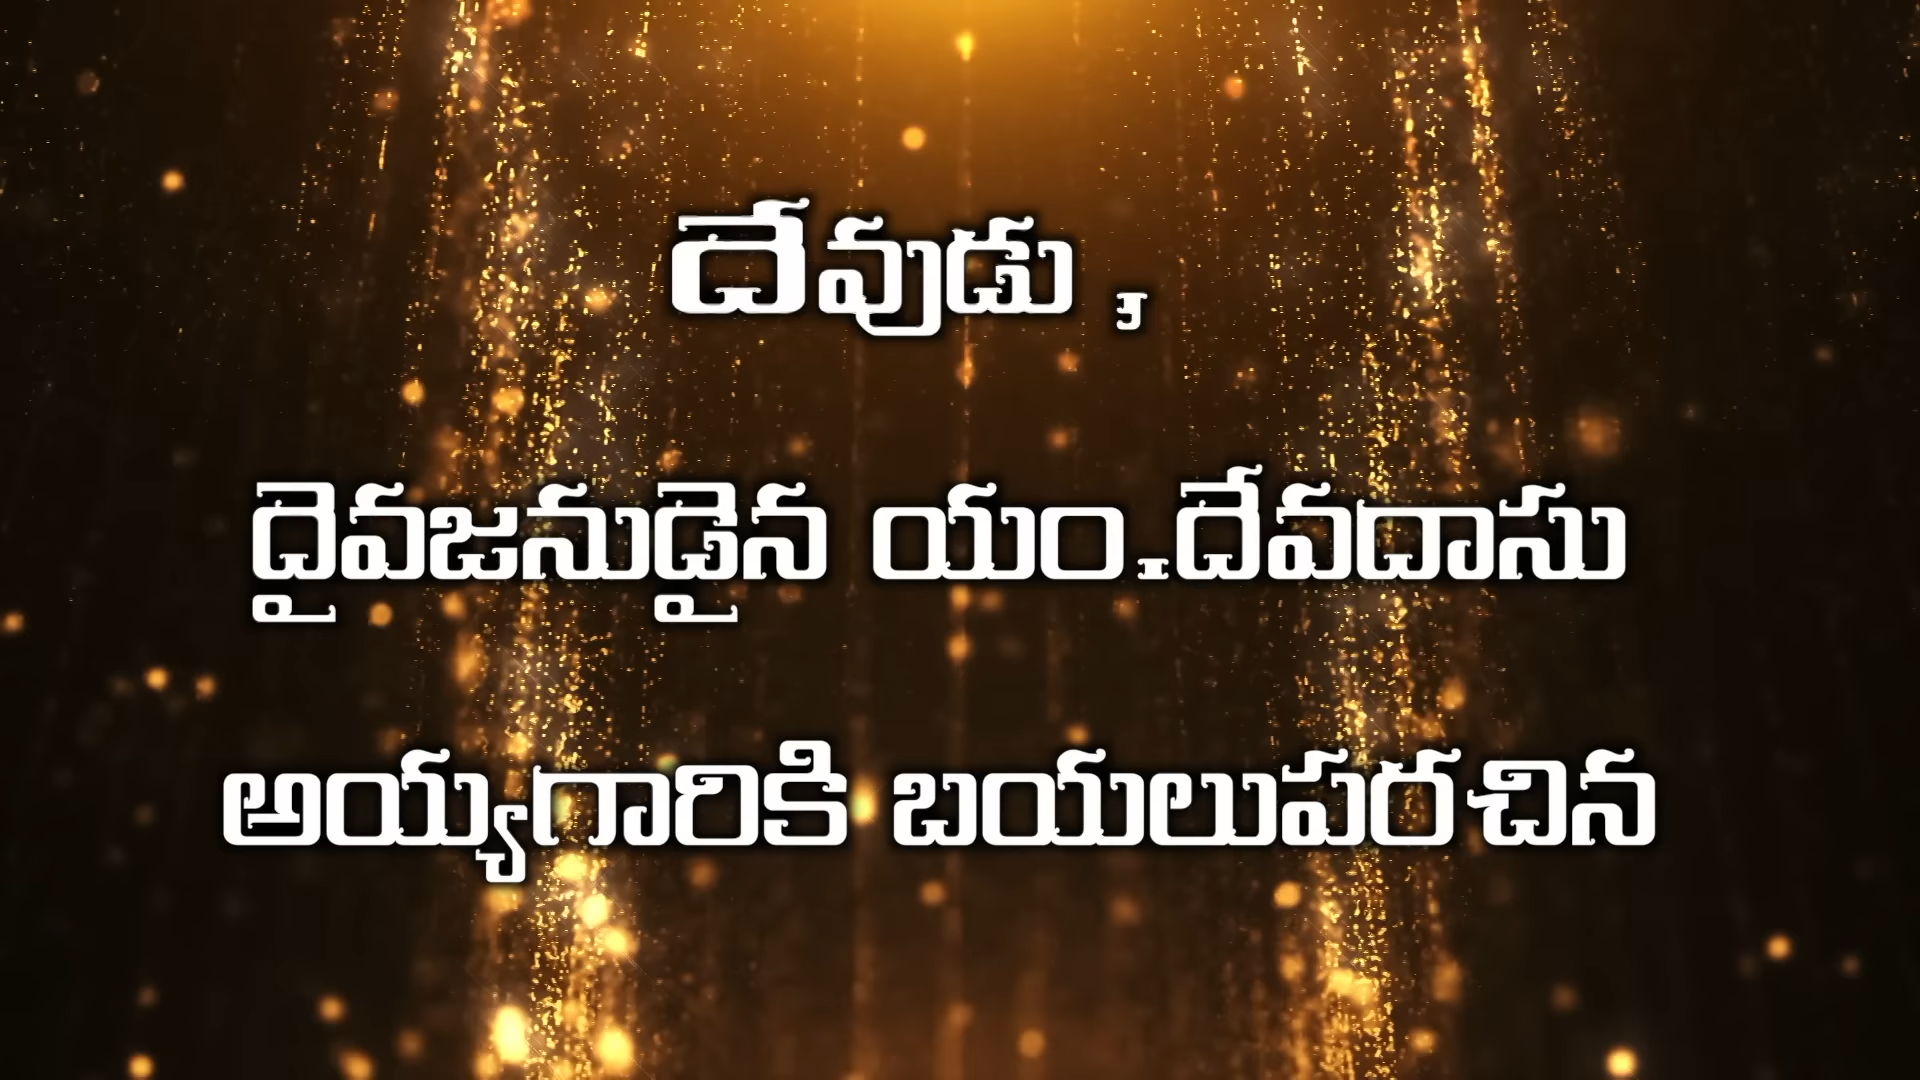 దేవుడు ,
దైవజనుడైన యం.దేవదాసు
అయ్యగారికి బయలుపరచిన